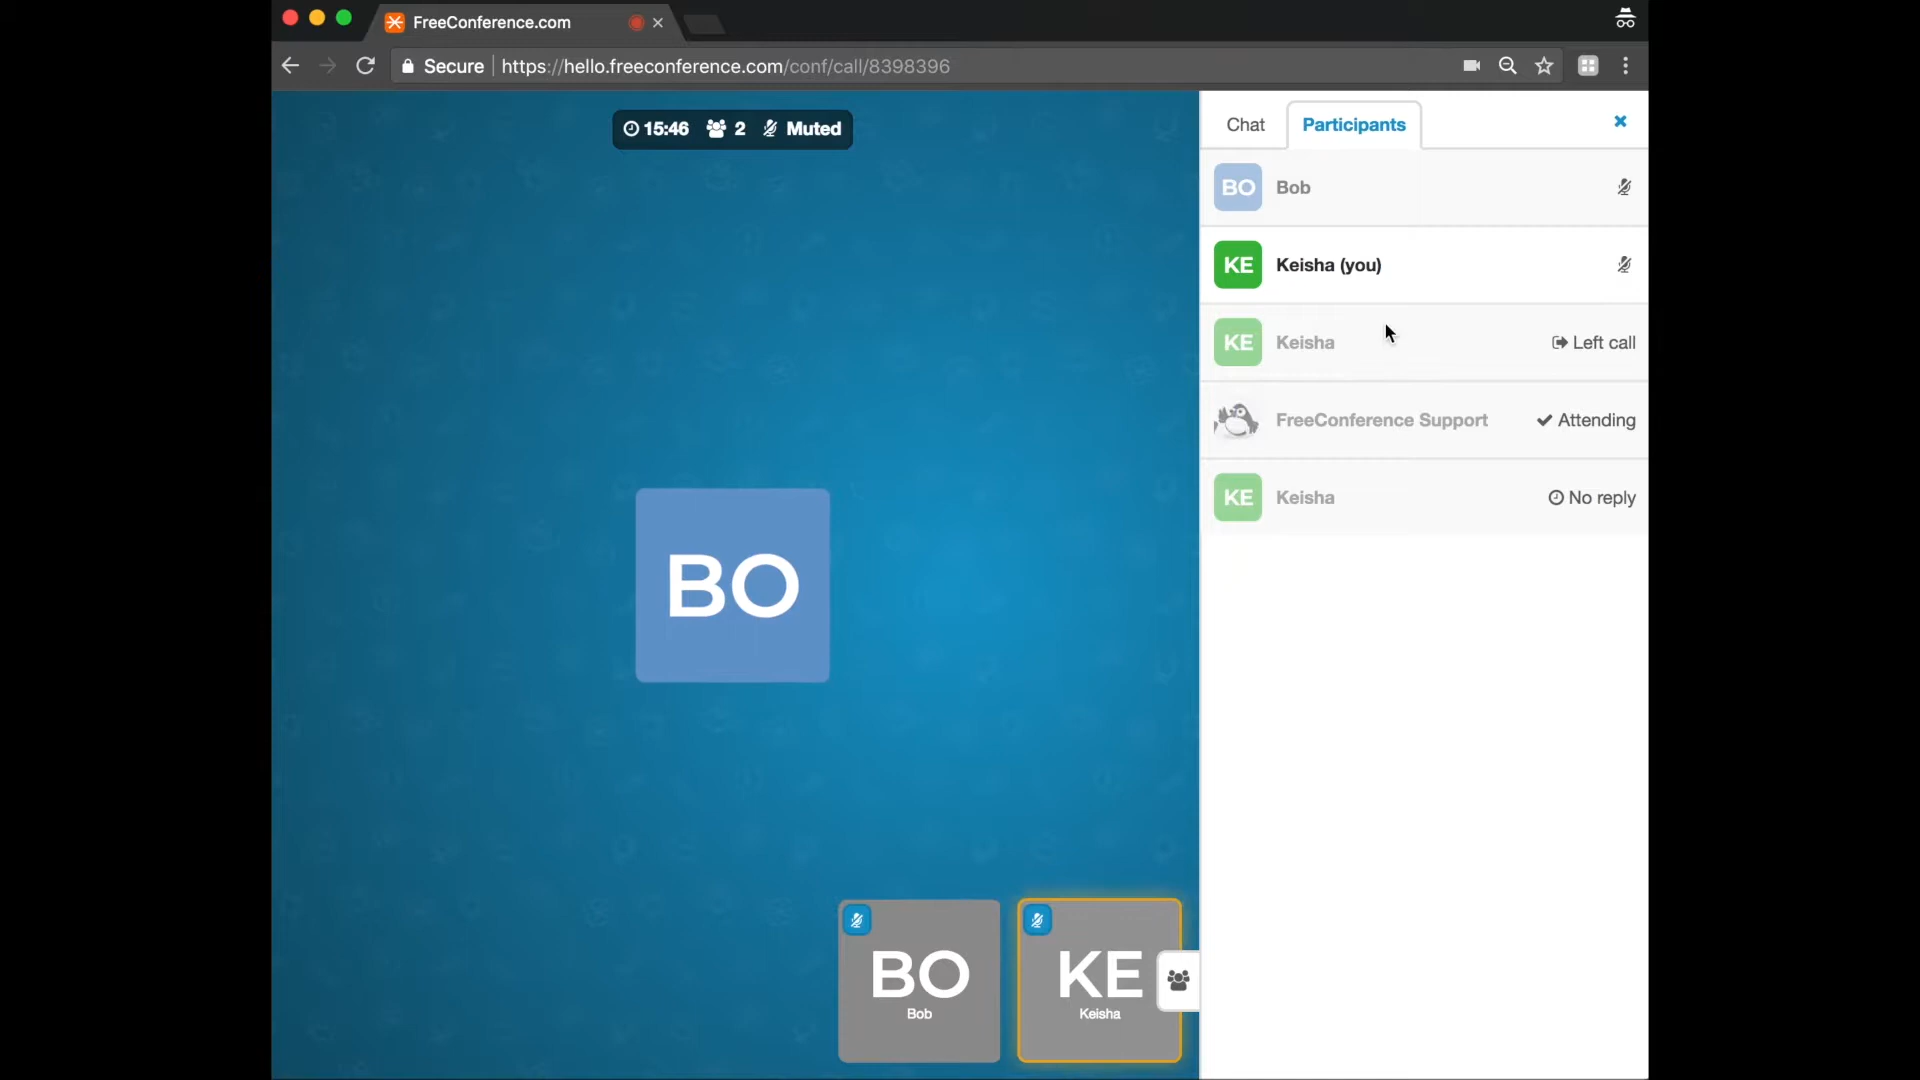 FreeConference.com
Secure https://hello.freeconference.com/conf/call/8398396
15:46 2 Muted
Chat Participants
BO Bob
KE Keisha (you)
KE Keisha Left call
FreeConference Support Attending
KE Keisha No reply
BO
BO
Bob
KE
Keisha